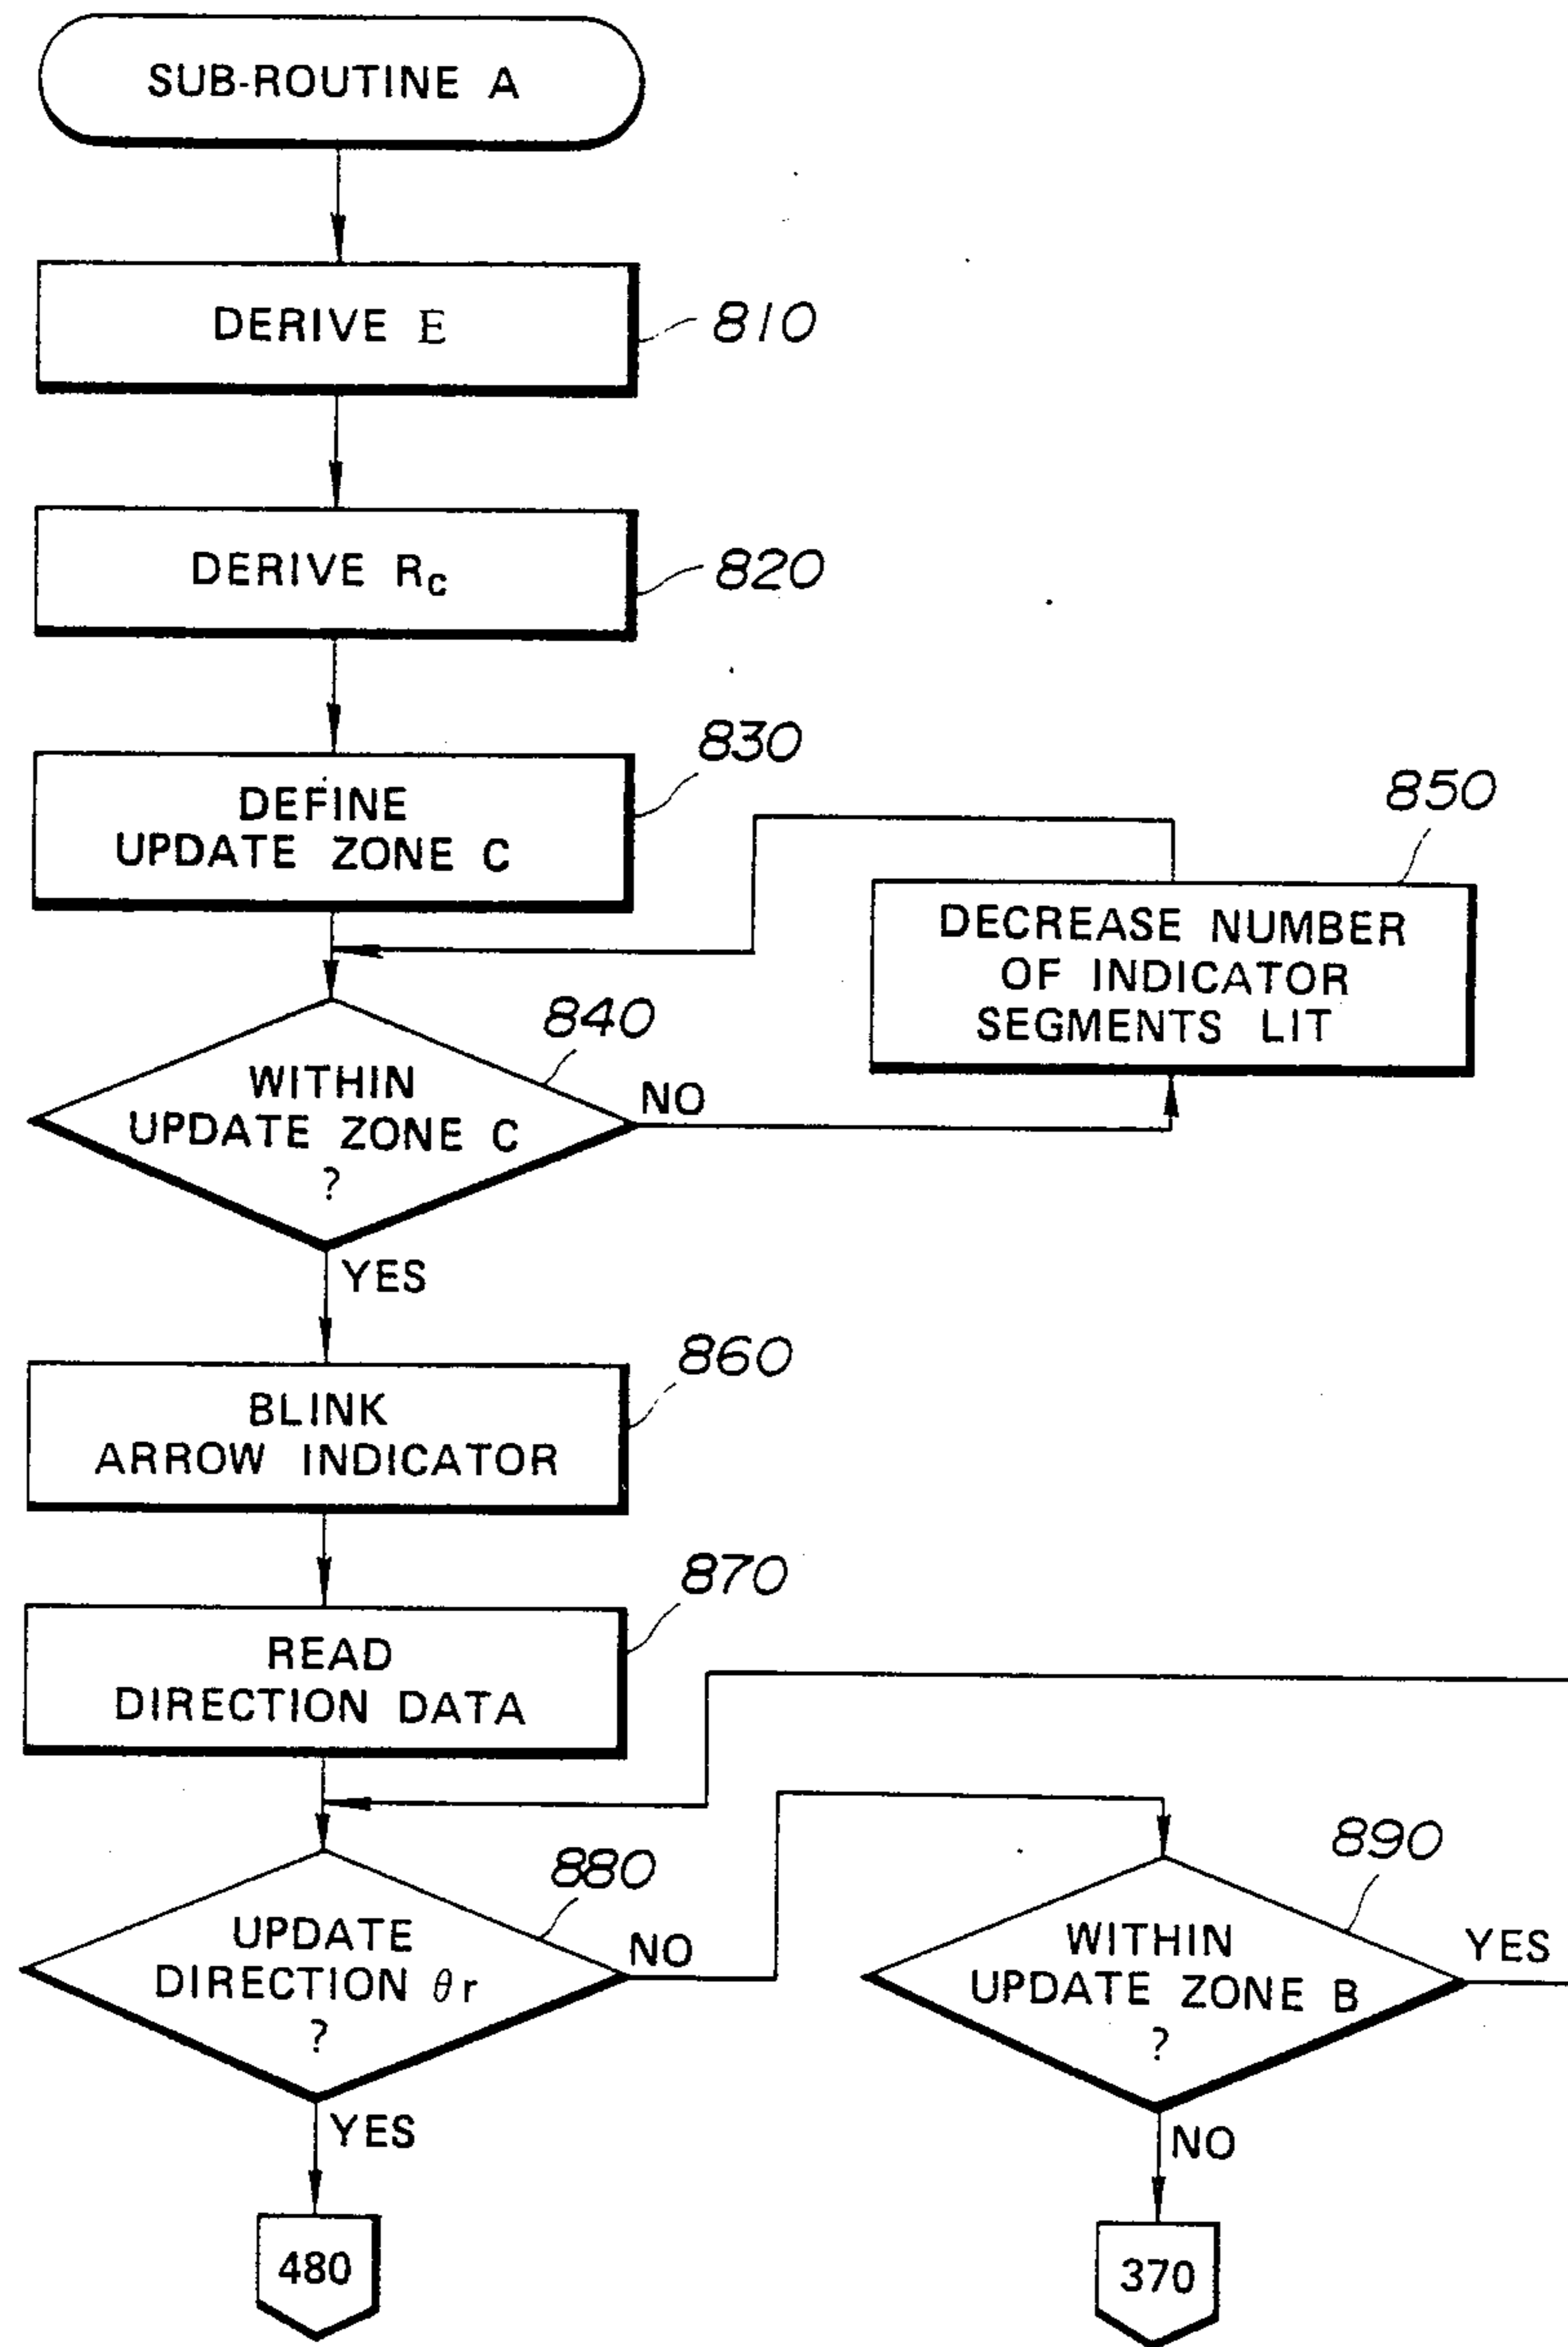 SUB-ROUTINE A
DERIVE E
810
DERIVE Rc
820
830
DEFINE
UPDATE ZONE C
850
DECREASE NUMBER
OF INDICATOR
SEGMENTS LIT
840
WITHIN
UPDATE ZONE C
?
NO
YES
860
BLINK
ARROW INDICATOR
870
READ
DIRECTION DATA
880
UPDATE
DIRECTION θr
?
NO
890
WITHIN
UPDATE ZONE B
?
YES
YES
NO
480
370